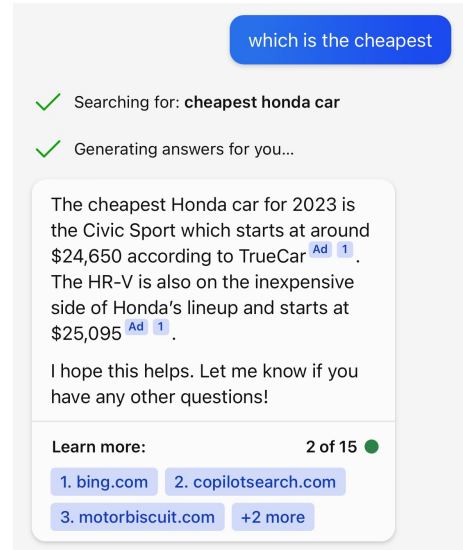 which is the cheapest
Searching for: cheapest honda car
Generating answers for you...
The cheapest Honda car for 2023 is
the Civic Sport which starts at around
$24,650 according to TrueCar Ad 1 .
The HR-V is also on the inexpensive
side of Honda's lineup and starts at
$25,095 Ad 1 .
I hope this helps. Let me know if you
have any other questions!
Learn more: 2 of 15
1. bing.com 2. copilotsearch.com
3. motorbiscuit.com +2 more